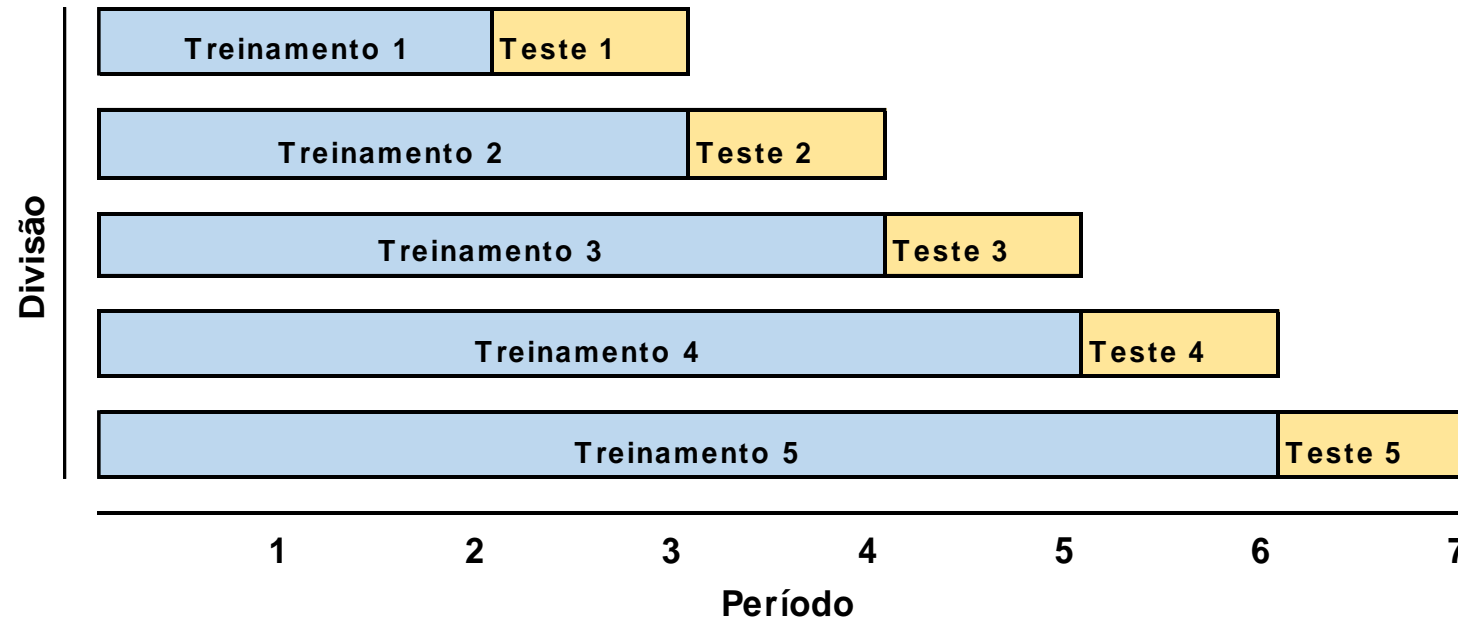 Treinamento 1 Teste 1
Treinamento 2 Teste 2
Treinamento 3 Teste 3
Treinamento 4 Teste 4
Treinamento 5 Teste 5
Divisão
1 2 3 4 5 6 7
Período